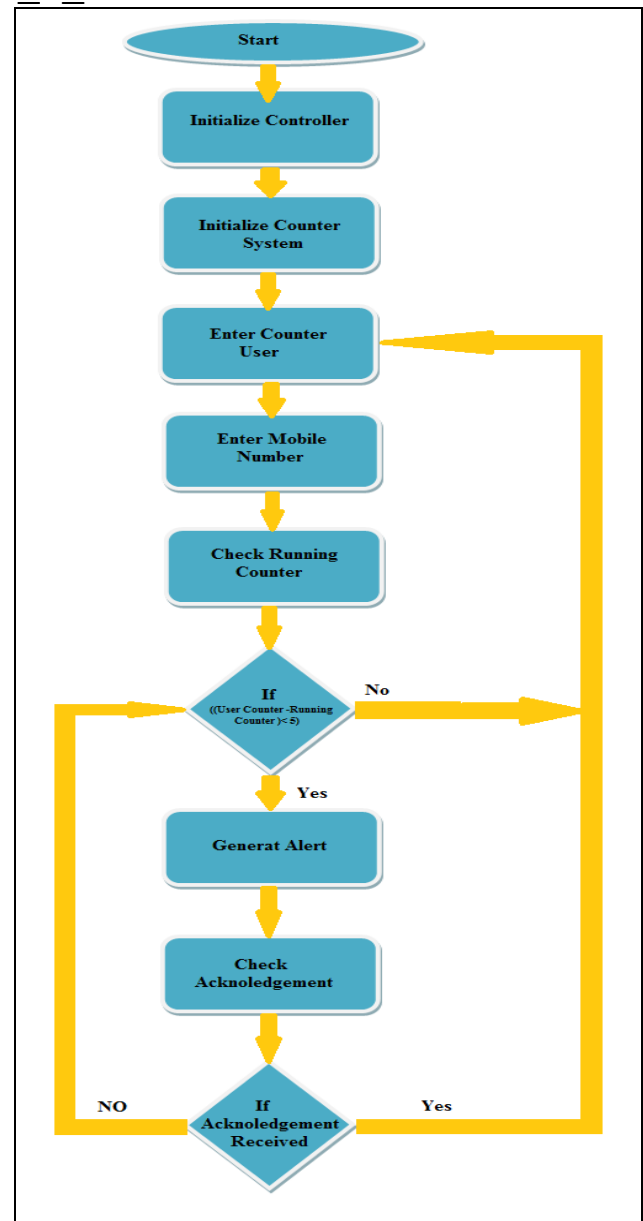 Start
Initialize Controller
Initialize Counter
System
Enter Counter
User
Enter Mobile
Number
Check Running
Counter
If
((User Counter -Running
Counter )< 5)
No
Yes
Generat Alert
Check
Acknoledgement
If
Acknoledgement
Received
NO
Yes